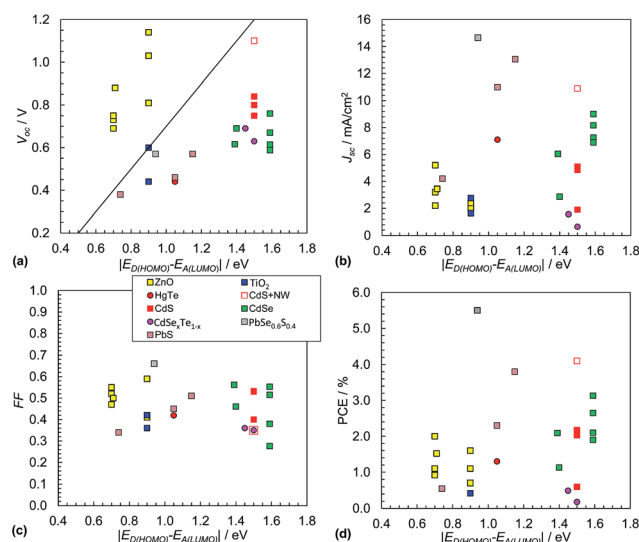 1.2
1.0
0.8
0.6
0.4
0.2
V_oc / V
0.4 0.6 0.8 1.0 1.2 1.4 1.6 1.8
(a)
|E_D(HOMO)-E_A(LUMO)| / eV
16
14
12
10
8
6
4
2
0
J_sc / mA/cm²
0.4 0.6 0.8 1.0 1.2 1.4 1.6 1.8
(b)
|E_D(HOMO)-E_A(LUMO)| / eV
ZnO
TiO₂
HgTe
CdS+NW
CdS
CdSe
CdSeₓTe₁₋ₓ
PbSe₀.₆S₀.₄
PbS
1.0
0.9
0.8
0.7
0.6
0.5
0.4
0.3
0.2
0.1
0.0
FF
0.4 0.6 0.8 1.0 1.2 1.4 1.6 1.8
(c)
|E_D(HOMO)-E_A(LUMO)| / eV
6.0
5.0
4.0
3.0
2.0
1.0
0.0
PCE / %
0.4 0.6 0.8 1.0 1.2 1.4 1.6 1.8
(d)
|E_D(HOMO)-E_A(LUMO)| / eV